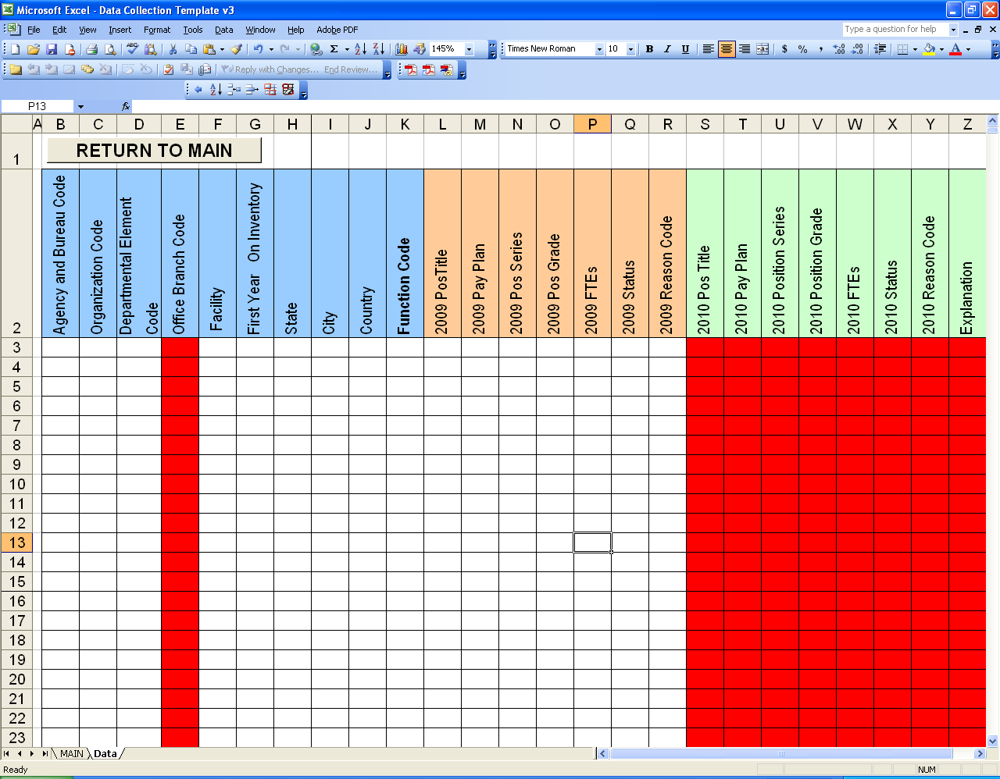 Microsoft Excel - Data Collection Template v3
File Edit View Insert Format Tools Data Window Help Adobe PDF
Type a question for help
145% Times New Roman 10 B I U $ % ,
Reply with Changes... End Review...
P13 fx
A B C D E F G H I J K L M N O P Q R S T U V W X Y Z
1 RETURN TO MAIN
2
Agency and Bureau Code
Organization Code
Departmental Element
Code
Office Branch Code
Facility
First Year On Inventory
State
City
Country
Function Code
2009 PosTitle
2009 Pay Plan
2009 Pos Series
2009 Pos Grade
2009 FTEs
2009 Status
2009 Reason Code
2010 Pos Title
2010 Pay Plan
2010 Position Series
2010 Position Grade
2010 FTEs
2010 Status
2010 Reason Code
Explanation
3
4
5
6
7
8
9
10
11
12
13
14
15
16
17
18
19
20
21
22
23
MAIN Data
Ready NUM